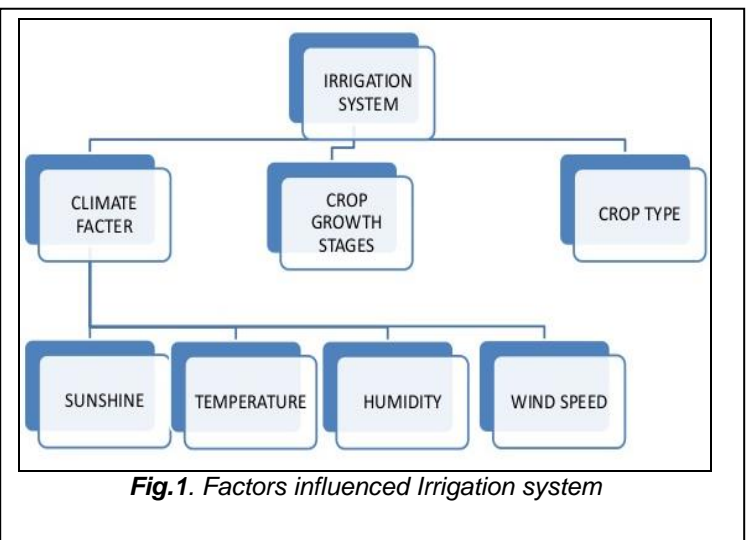 IRRIGATION
SYSTEM
CLIMATE
FACTER
CROP
GROWTH
STAGES
CROP TYPE
SUNSHINE
TEMPERATURE
HUMIDITY
WIND SPEED
Fig.1. Factors influenced Irrigation system